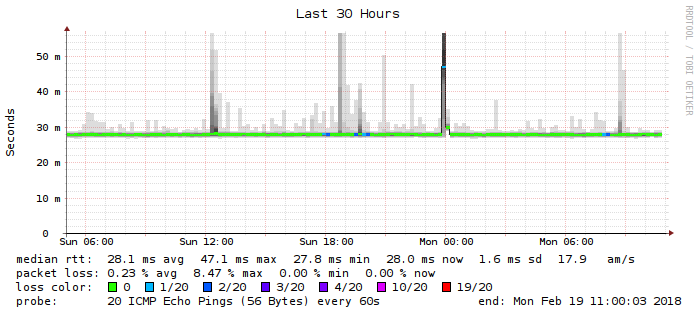 Last 30 Hours
RRDTOOL / TOBI OETIKER
Seconds
50 m
40 m
30 m
20 m
10 m
0
Sun 06:00 Sun 12:00 Sun 18:00 Mon 00:00 Mon 06:00
median rtt: 28.1 ms avg 47.1 ms max 27.8 ms min 28.0 ms now 1.6 ms sd 17.9 am/s
packet loss: 0.23 % avg 8.47 % max 0.00 % min 0.00 % now
loss color: 0 1/20 2/20 3/20 4/20 10/20 19/20
probe: 20 ICMP Echo Pings (56 Bytes) every 60s end: Mon Feb 19 11:00:03 2018